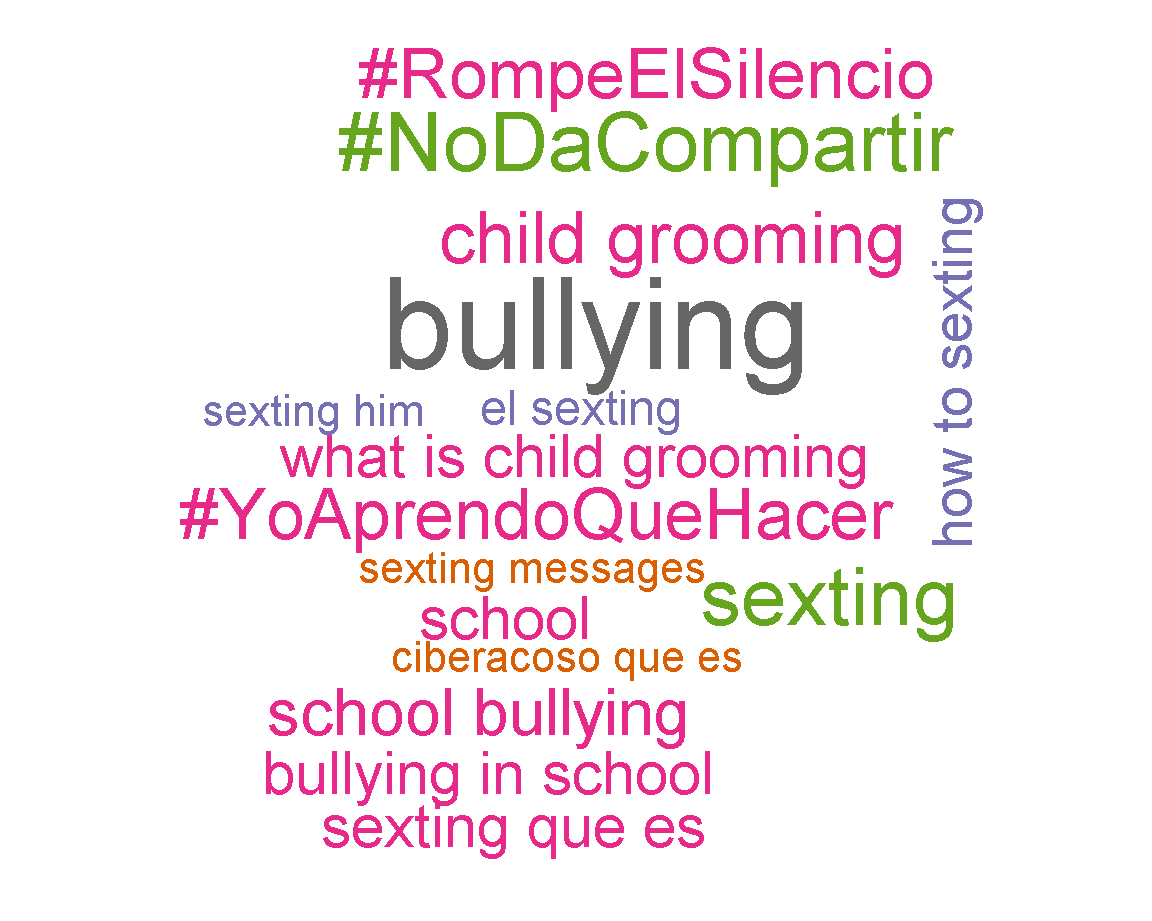 #RompeElSilencio
#NoDaCompartir
child grooming
how to sexting
bullying
sexting him
el sexting
what is child grooming
#YoAprendoQueHacer
sexting messages
sexting
school
ciberacoso que es
school bullying
bullying in school
sexting que es